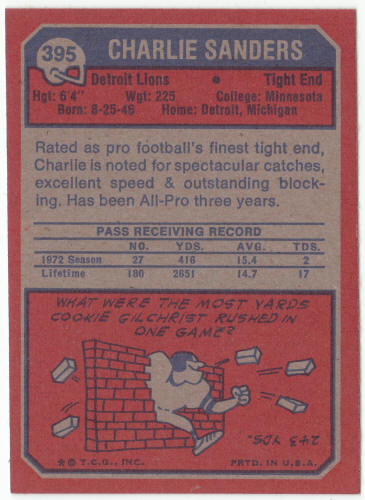 395
CHARLIE SANDERS
Detroit Lions • Tight End
Hgt: 6'4" Wgt: 225 College: Minnesota
Born: 8-25-46 Home: Detroit, Michigan
Rated as pro football's finest tight end,
Charlie is noted for spectacular catches,
excellent speed & outstanding block-
ing. Has been All-Pro three years.
PASS RECEIVING RECORD
NO. YDS. AVG. TDS.
1972 Season 27 416 15.4 2
Lifetime 180 2651 14.7 17
WHAT WERE THE MOST YARDS
COOKIE GILCHRIST RUSHED IN
ONE GAME?
243 YDS.
* © T.C.G., INC. PRTD. IN U.S.A.